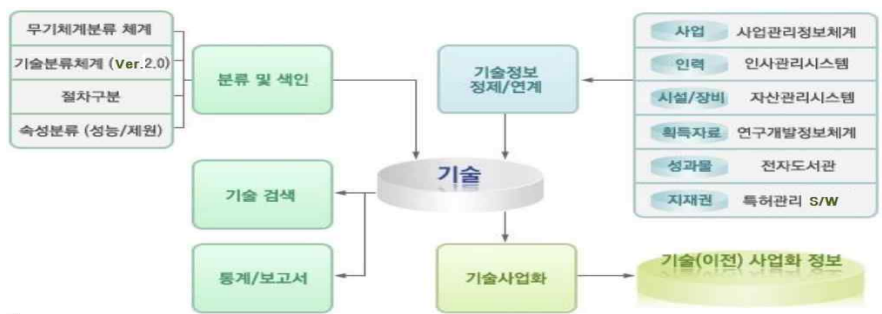 무기체계분류 체계
기술분류체계 (Ver.2.0)
절차구분
속성분류 (성능/제원)
분류 및 색인
기술정보
정제/연계
사업 사업관리정보체계
인력 인사관리시스템
시설/장비 자산관리시스템
획득자료 연구개발정보체계
성과물 전자도서관
지재권 특허관리 S/W
기술
기술 검색
통계/보고서
기술사업화
기술(이전) 사업화 정보